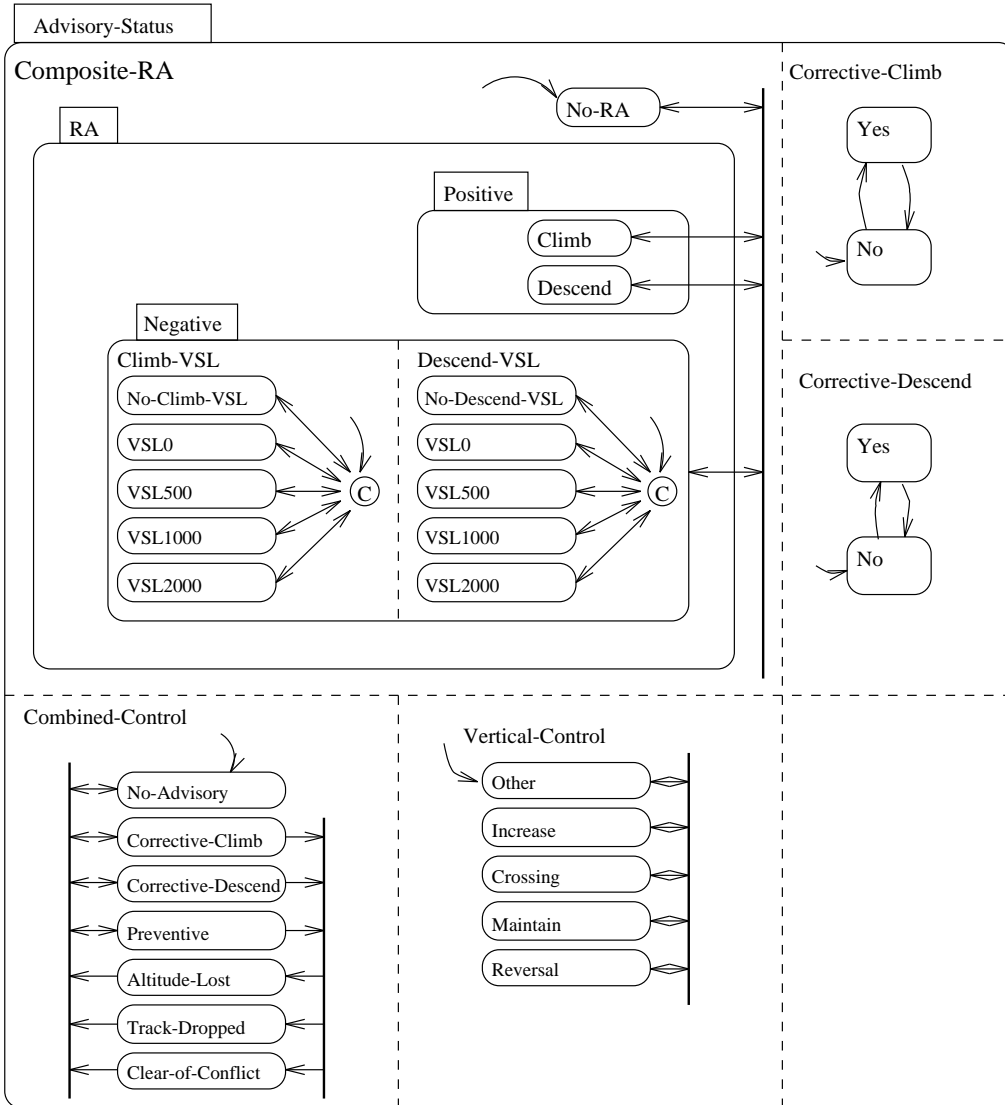 Advisory-Status
Composite-RA
Corrective-Climb
No-RA
Yes
RA
Positive
Climb
No
Descend
Negative
Climb-VSL
Descend-VSL
Corrective-Descend
No-Climb-VSL
No-Descend-VSL
VSL0
VSL0
Yes
VSL500
C
VSL500
C
VSL1000
VSL1000
No
VSL2000
VSL2000
Combined-Control
Vertical-Control
No-Advisory
Other
Corrective-Climb
Increase
Corrective-Descend
Crossing
Preventive
Maintain
Altitude-Lost
Reversal
Track-Dropped
Clear-of-Conflict